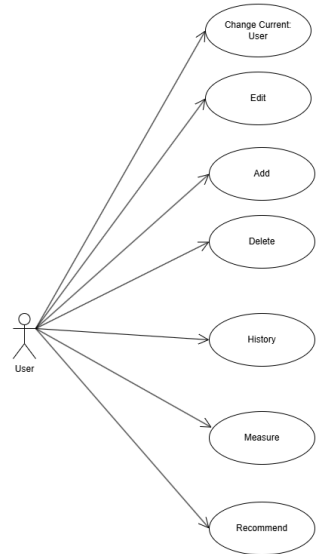 Change Current:
User
Edit
Add
Delete
History
User
Measure
Recommend